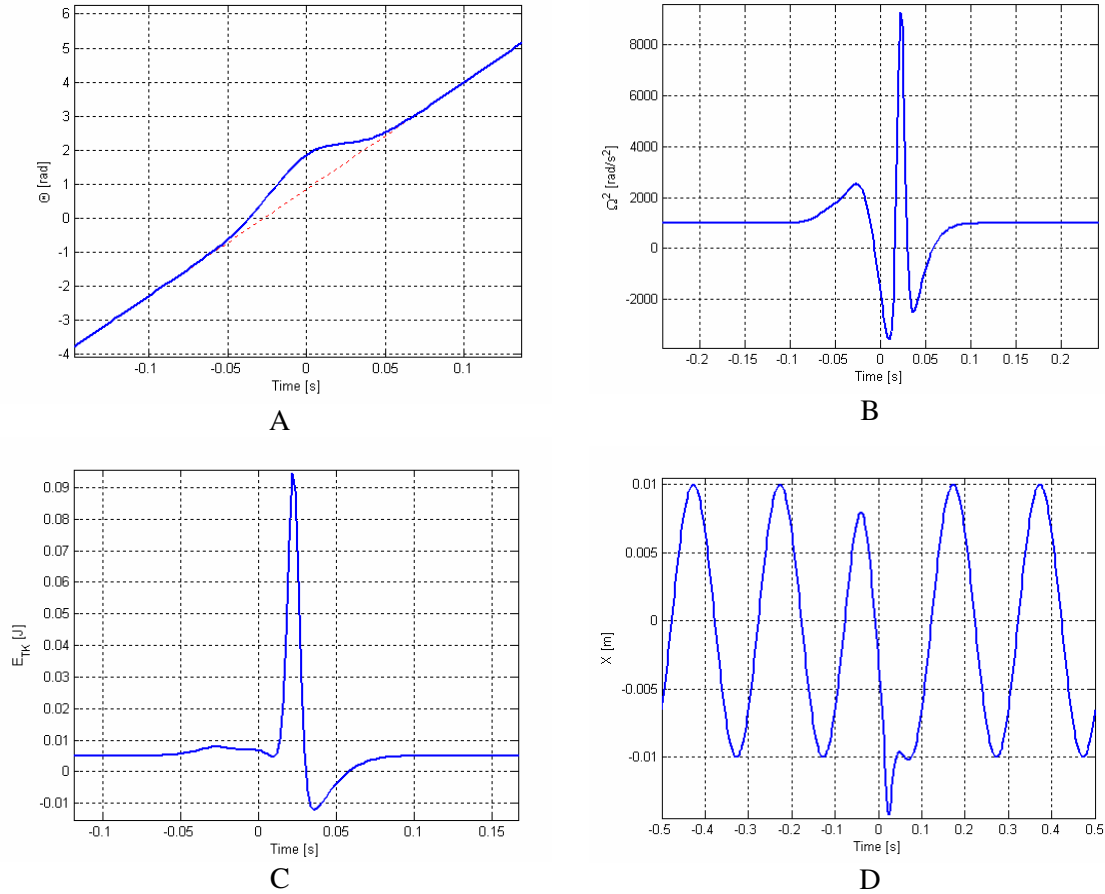 6
5
4
3
2
1
0
-1
-2
-3
-4
Θ [rad]
-0.1 -0.05 0 0.05 0.1
Time [s]
A
8000
6000
4000
2000
0
-2000
Ω² [rad/s²]
-0.2 -0.15 -0.1 -0.05 0 0.05 0.1 0.15 0.2
Time [s]
B
0.09
0.08
0.07
0.06
0.05
0.04
0.03
0.02
0.01
0
-0.01
E_TK [J]
-0.1 -0.05 0 0.05 0.1 0.15
Time [s]
C
0.01
0.005
0
-0.005
-0.01
X [m]
-0.5 -0.4 -0.3 -0.2 -0.1 0 0.1 0.2 0.3 0.4 0.5
Time [s]
D